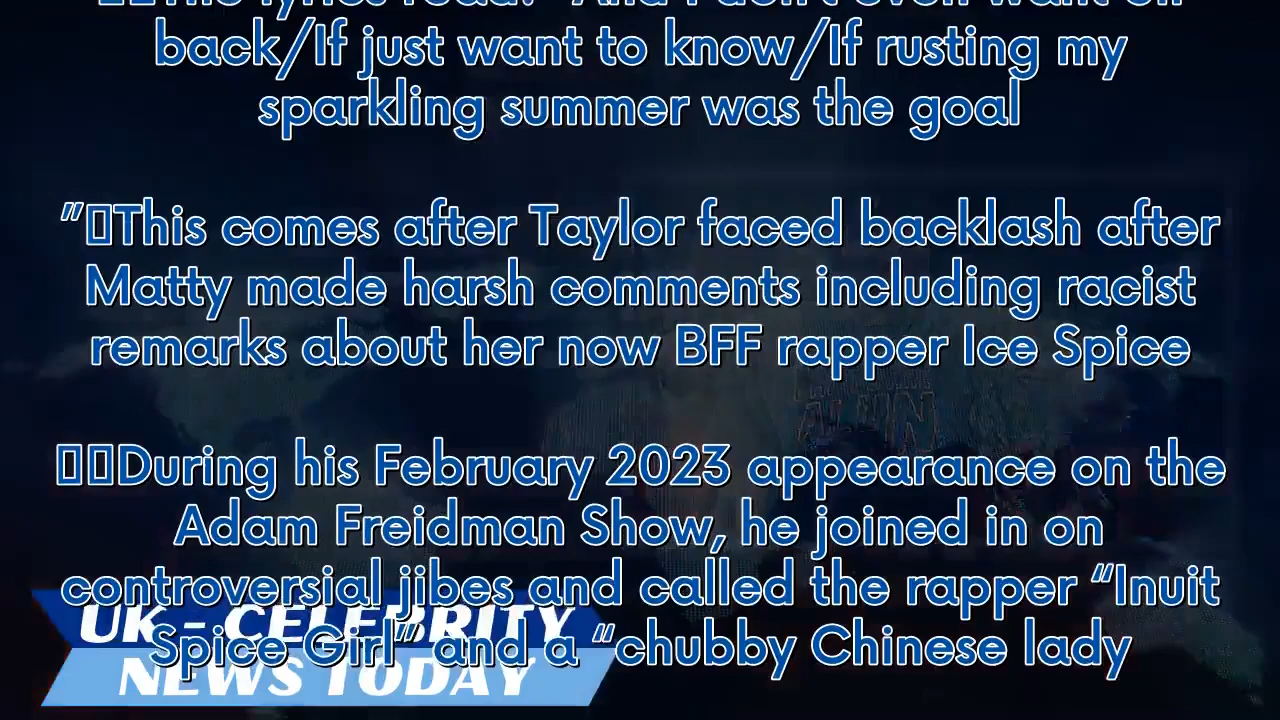 back/If just want to know/If rusting my
sparkling summer was the goal
”▯This comes after Taylor faced backlash after
Matty made harsh comments including racist
remarks about her now BFF rapper Ice Spice
▯▯During his February 2023 appearance on the
Adam Freidman Show, he joined in on
controversial jibes and called the rapper “Inuit
Spice Girl” and a “chubby Chinese lady
UK - CELEBRITY
NEWS TODAY